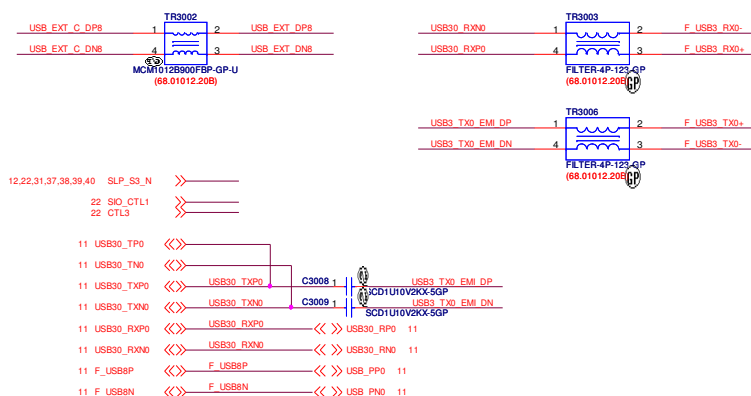 TR3002
USB_EXT_C_DP8 1 2 USB_EXT_DP8
USB_EXT_C_DN8 4 3 USB_EXT_DN8
MCM1012B900FBP-GP-U
(68.01012.20B)
TR3003
USB30_RXN0 1 2 F_USB3_RX0-
USB30_RXP0 4 3 F_USB3_RX0+
FILTER-4P-123-GP
(68.01012.20B)
GP
TR3006
USB3_TX0_EMI_DP 1 2 F_USB3_TX0+
USB3_TX0_EMI_DN 4 3 F_USB3_TX0-
FILTER-4P-123-GP
(68.01012.20B)
GP
12,22,31,37,38,39,40 SLP_S3_N
22 SIO_CTL1
22 CTL3
11 USB30_TP0
11 USB30_TN0
11 USB30_TXP0 USB30_TXP0 C3008 1 USB3_TX0_EMI_DP
SCD1U10V2KX-5GP
11 USB30_TXN0 USB30_TXN0 C3009 1 USB3_TX0_EMI_DN
SCD1U10V2KX-5GP
11 USB30_RXP0 USB30_RXP0 USB30_RP0 11
11 USB30_RXN0 USB30_RXN0 USB30_RN0 11
11 F_USB8P F_USB8P USB_PP0 11
11 F_USB8N F_USB8N USB_PN0 11